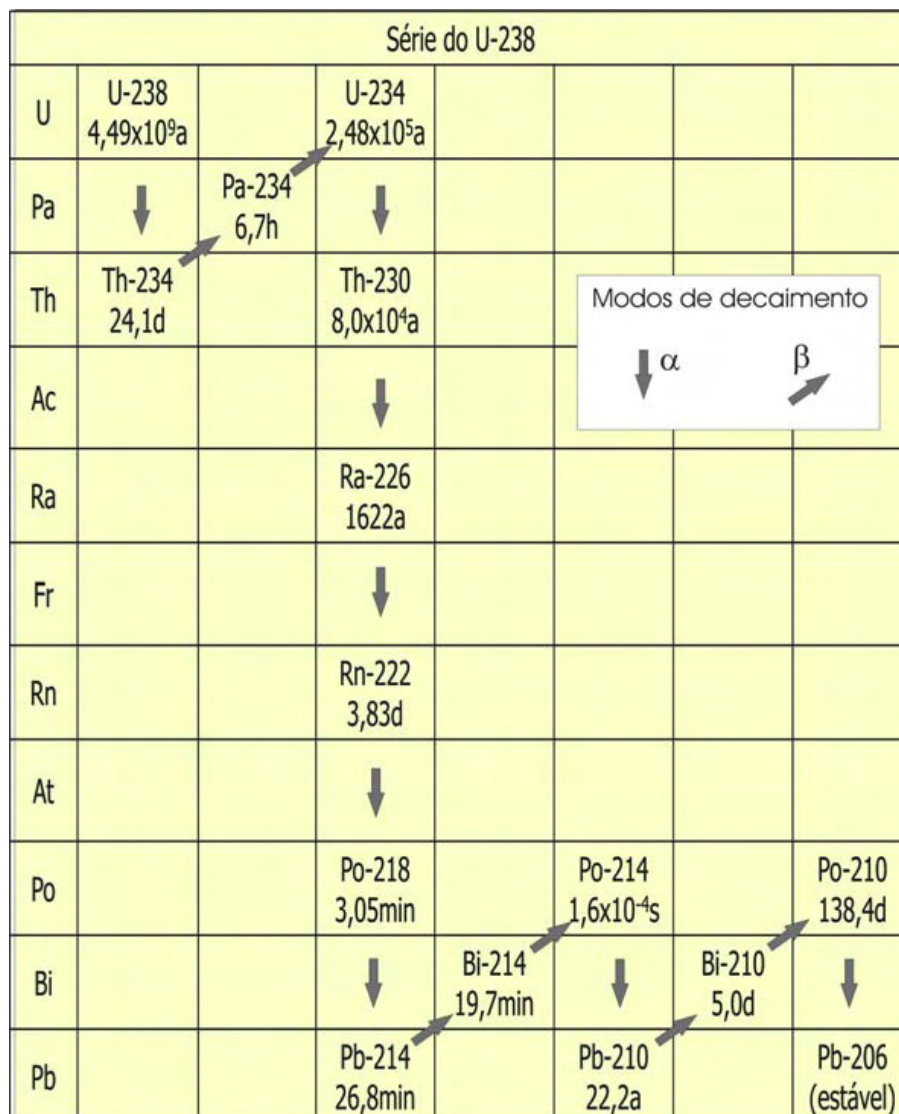 Série do U-238
U
U-238
4,49x10⁹a
U-234
2,48x10⁵a
Pa
Pa-234
6,7h
Th
Th-234
24,1d
Th-230
8,0x10⁴a
Modos de decaimento
α
β
Ac
Ra
Ra-226
1622a
Fr
Rn
Rn-222
3,83d
At
Po
Po-218
3,05min
Po-214
1,6x10⁻⁴s
Po-210
138,4d
Bi
Bi-214
19,7min
Bi-210
5,0d
Pb
Pb-214
26,8min
Pb-210
22,2a
Pb-206
(estável)